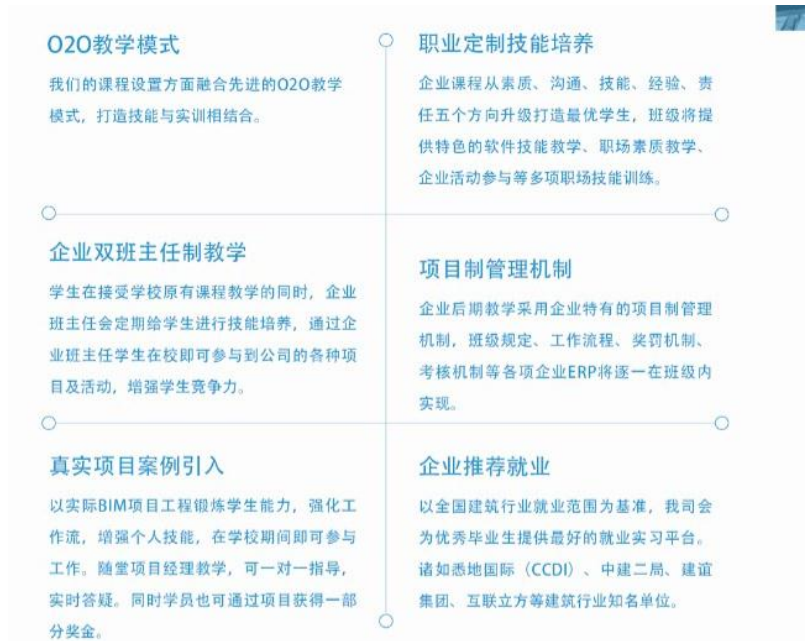 O2O教学模式
我们的课程设置方面融合先进的O2O教学
模式，打造技能与实训相结合。
职业定制技能培养
企业课程从素质、沟通、技能、经验、责
任五个方向升级打造最优学生，班级将提
供特色的软件技能教学、职场素质教学、
企业活动参与等多项职场技能训练。
企业双班主任制教学
学生在接受学校原有课程教学的同时，企业
班主任会定期给学生进行技能培养，通过企
业班主任学生在校即可参与到公司的各种项
目及活动，增强学生竞争力。
项目制管理机制
企业后期教学采用企业特有的项目制管理
机制，班级规定、工作流程、奖罚机制、
考核机制等各项企业ERP将逐一在班级内
实现。
真实项目案例引入
以实际BIM项目工程锻炼学生能力，强化工
作流，增强个人技能，在学校期间即可参与
工作。随堂项目经理教学，可一对一指导，
实时答疑。同时学员也可通过项目获得一部
分奖金。
企业推荐就业
以全国建筑行业就业范围为基准，我司会
为优秀毕业生提供最好的就业实习平台。
诸如悉地国际（CCDI）、中建二局、建谊
集团、互联立方等建筑行业知名单位。